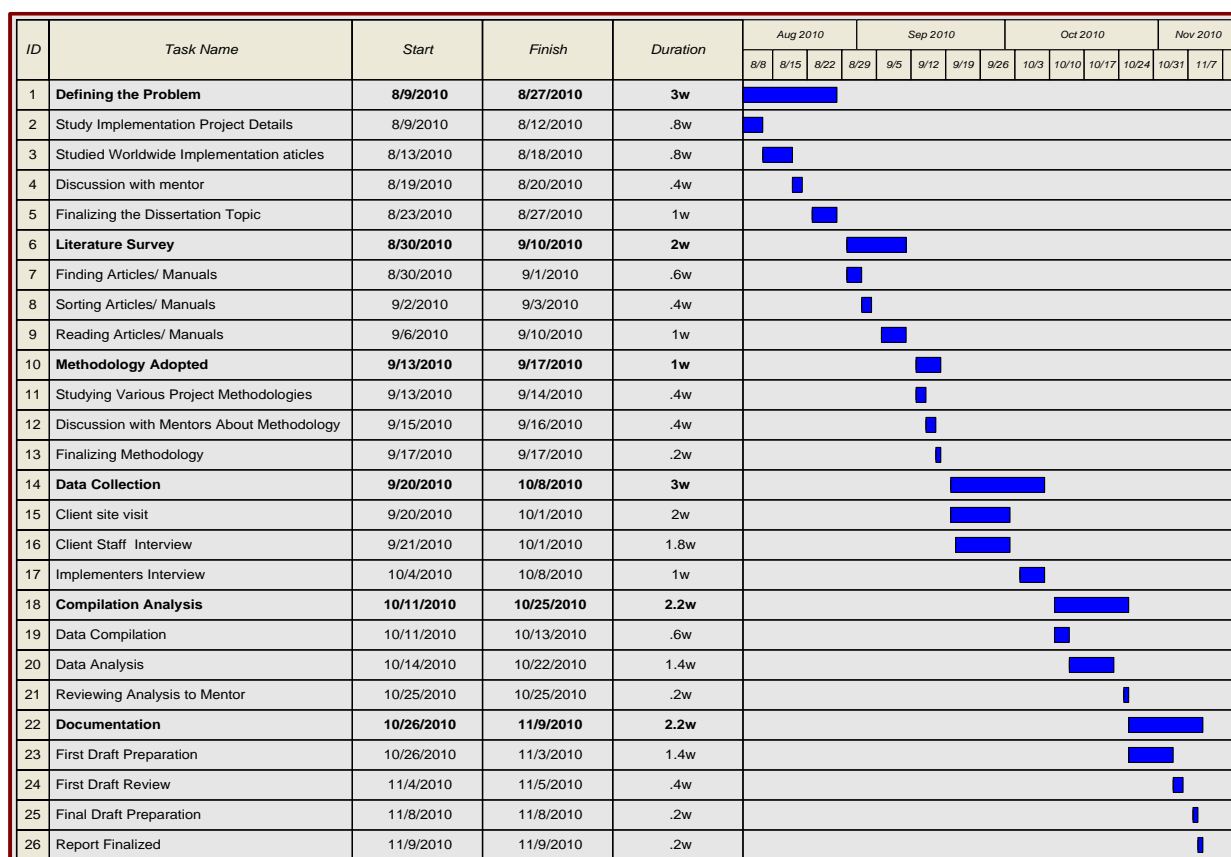 ID Task Name Start Finish Duration Aug 2010 Sep 2010 Oct 2010 Nov 2010
8/8 8/15 8/22 8/29 9/5 9/12 9/19 9/26 10/3 10/10 10/17 10/24 10/31 11/7
1 Defining the Problem 8/9/2010 8/27/2010 3w
2 Study Implementation Project Details 8/9/2010 8/12/2010 .8w
3 Studied Worldwide Implementation aticles 8/13/2010 8/18/2010 .8w
4 Discussion with mentor 8/19/2010 8/20/2010 .4w
5 Finalizing the Dissertation Topic 8/23/2010 8/27/2010 1w
6 Literature Survey 8/30/2010 9/10/2010 2w
7 Finding Articles/ Manuals 8/30/2010 9/1/2010 .6w
8 Sorting Articles/ Manuals 9/2/2010 9/3/2010 .4w
9 Reading Articles/ Manuals 9/6/2010 9/10/2010 1w
10 Methodology Adopted 9/13/2010 9/17/2010 1w
11 Studying Various Project Methodologies 9/13/2010 9/14/2010 .4w
12 Discussion with Mentors About Methodology 9/15/2010 9/16/2010 .4w
13 Finalizing Methodology 9/17/2010 9/17/2010 .2w
14 Data Collection 9/20/2010 10/8/2010 3w
15 Client site visit 9/20/2010 10/1/2010 2w
16 Client Staff Interview 9/21/2010 10/1/2010 1.8w
17 Implementers Interview 10/4/2010 10/8/2010 1w
18 Compilation Analysis 10/11/2010 10/25/2010 2.2w
19 Data Compilation 10/11/2010 10/13/2010 .6w
20 Data Analysis 10/14/2010 10/22/2010 1.4w
21 Reviewing Analysis to Mentor 10/25/2010 10/25/2010 .2w
22 Documentation 10/26/2010 11/9/2010 2.2w
23 First Draft Preparation 10/26/2010 11/3/2010 1.4w
24 First Draft Review 11/4/2010 11/5/2010 .4w
25 Final Draft Preparation 11/8/2010 11/8/2010 .2w
26 Report Finalized 11/9/2010 11/9/2010 .2w